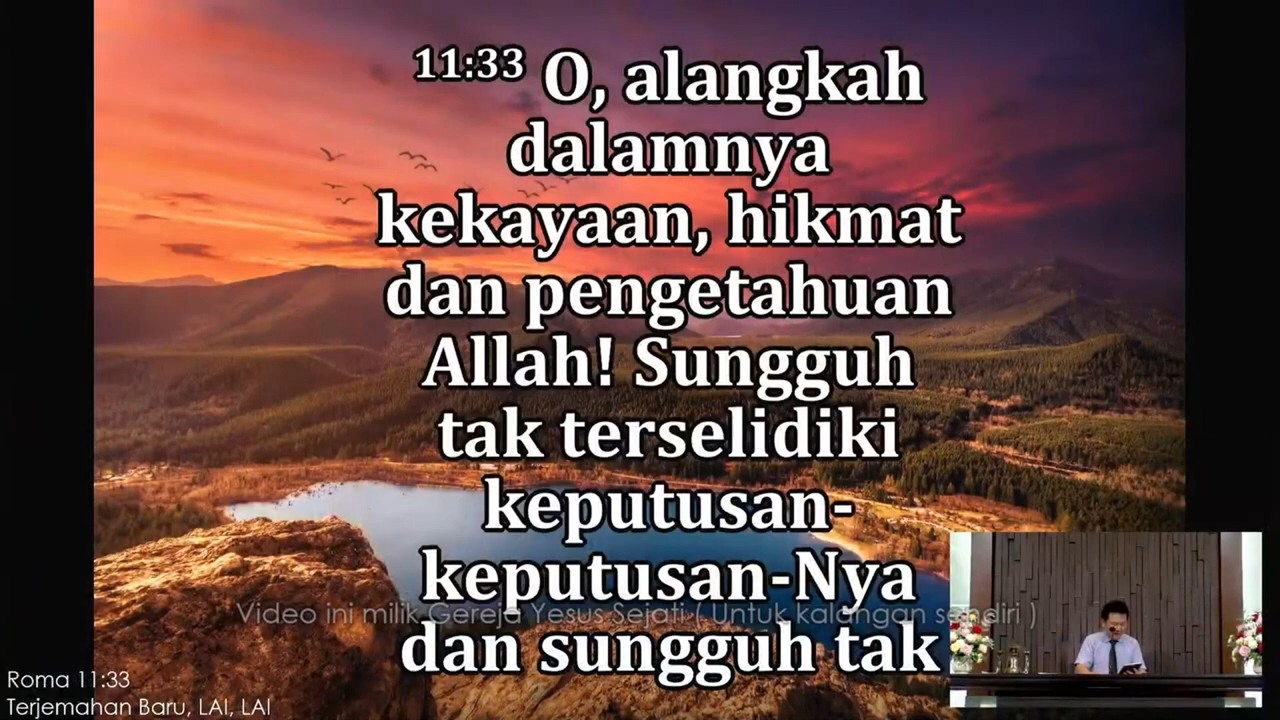 11:33 O, alangkah
dalamnya
kekayaan, hikmat
dan pengetahuan
Allah! Sungguh
tak terselidiki
keputusan-
keputusan-Nya
Video ini milik Gereja Yesus Sejati ( Untuk kalangan sendiri )
dan sungguh tak
Roma 11:33
Terjemahan Baru, LAI, LAI